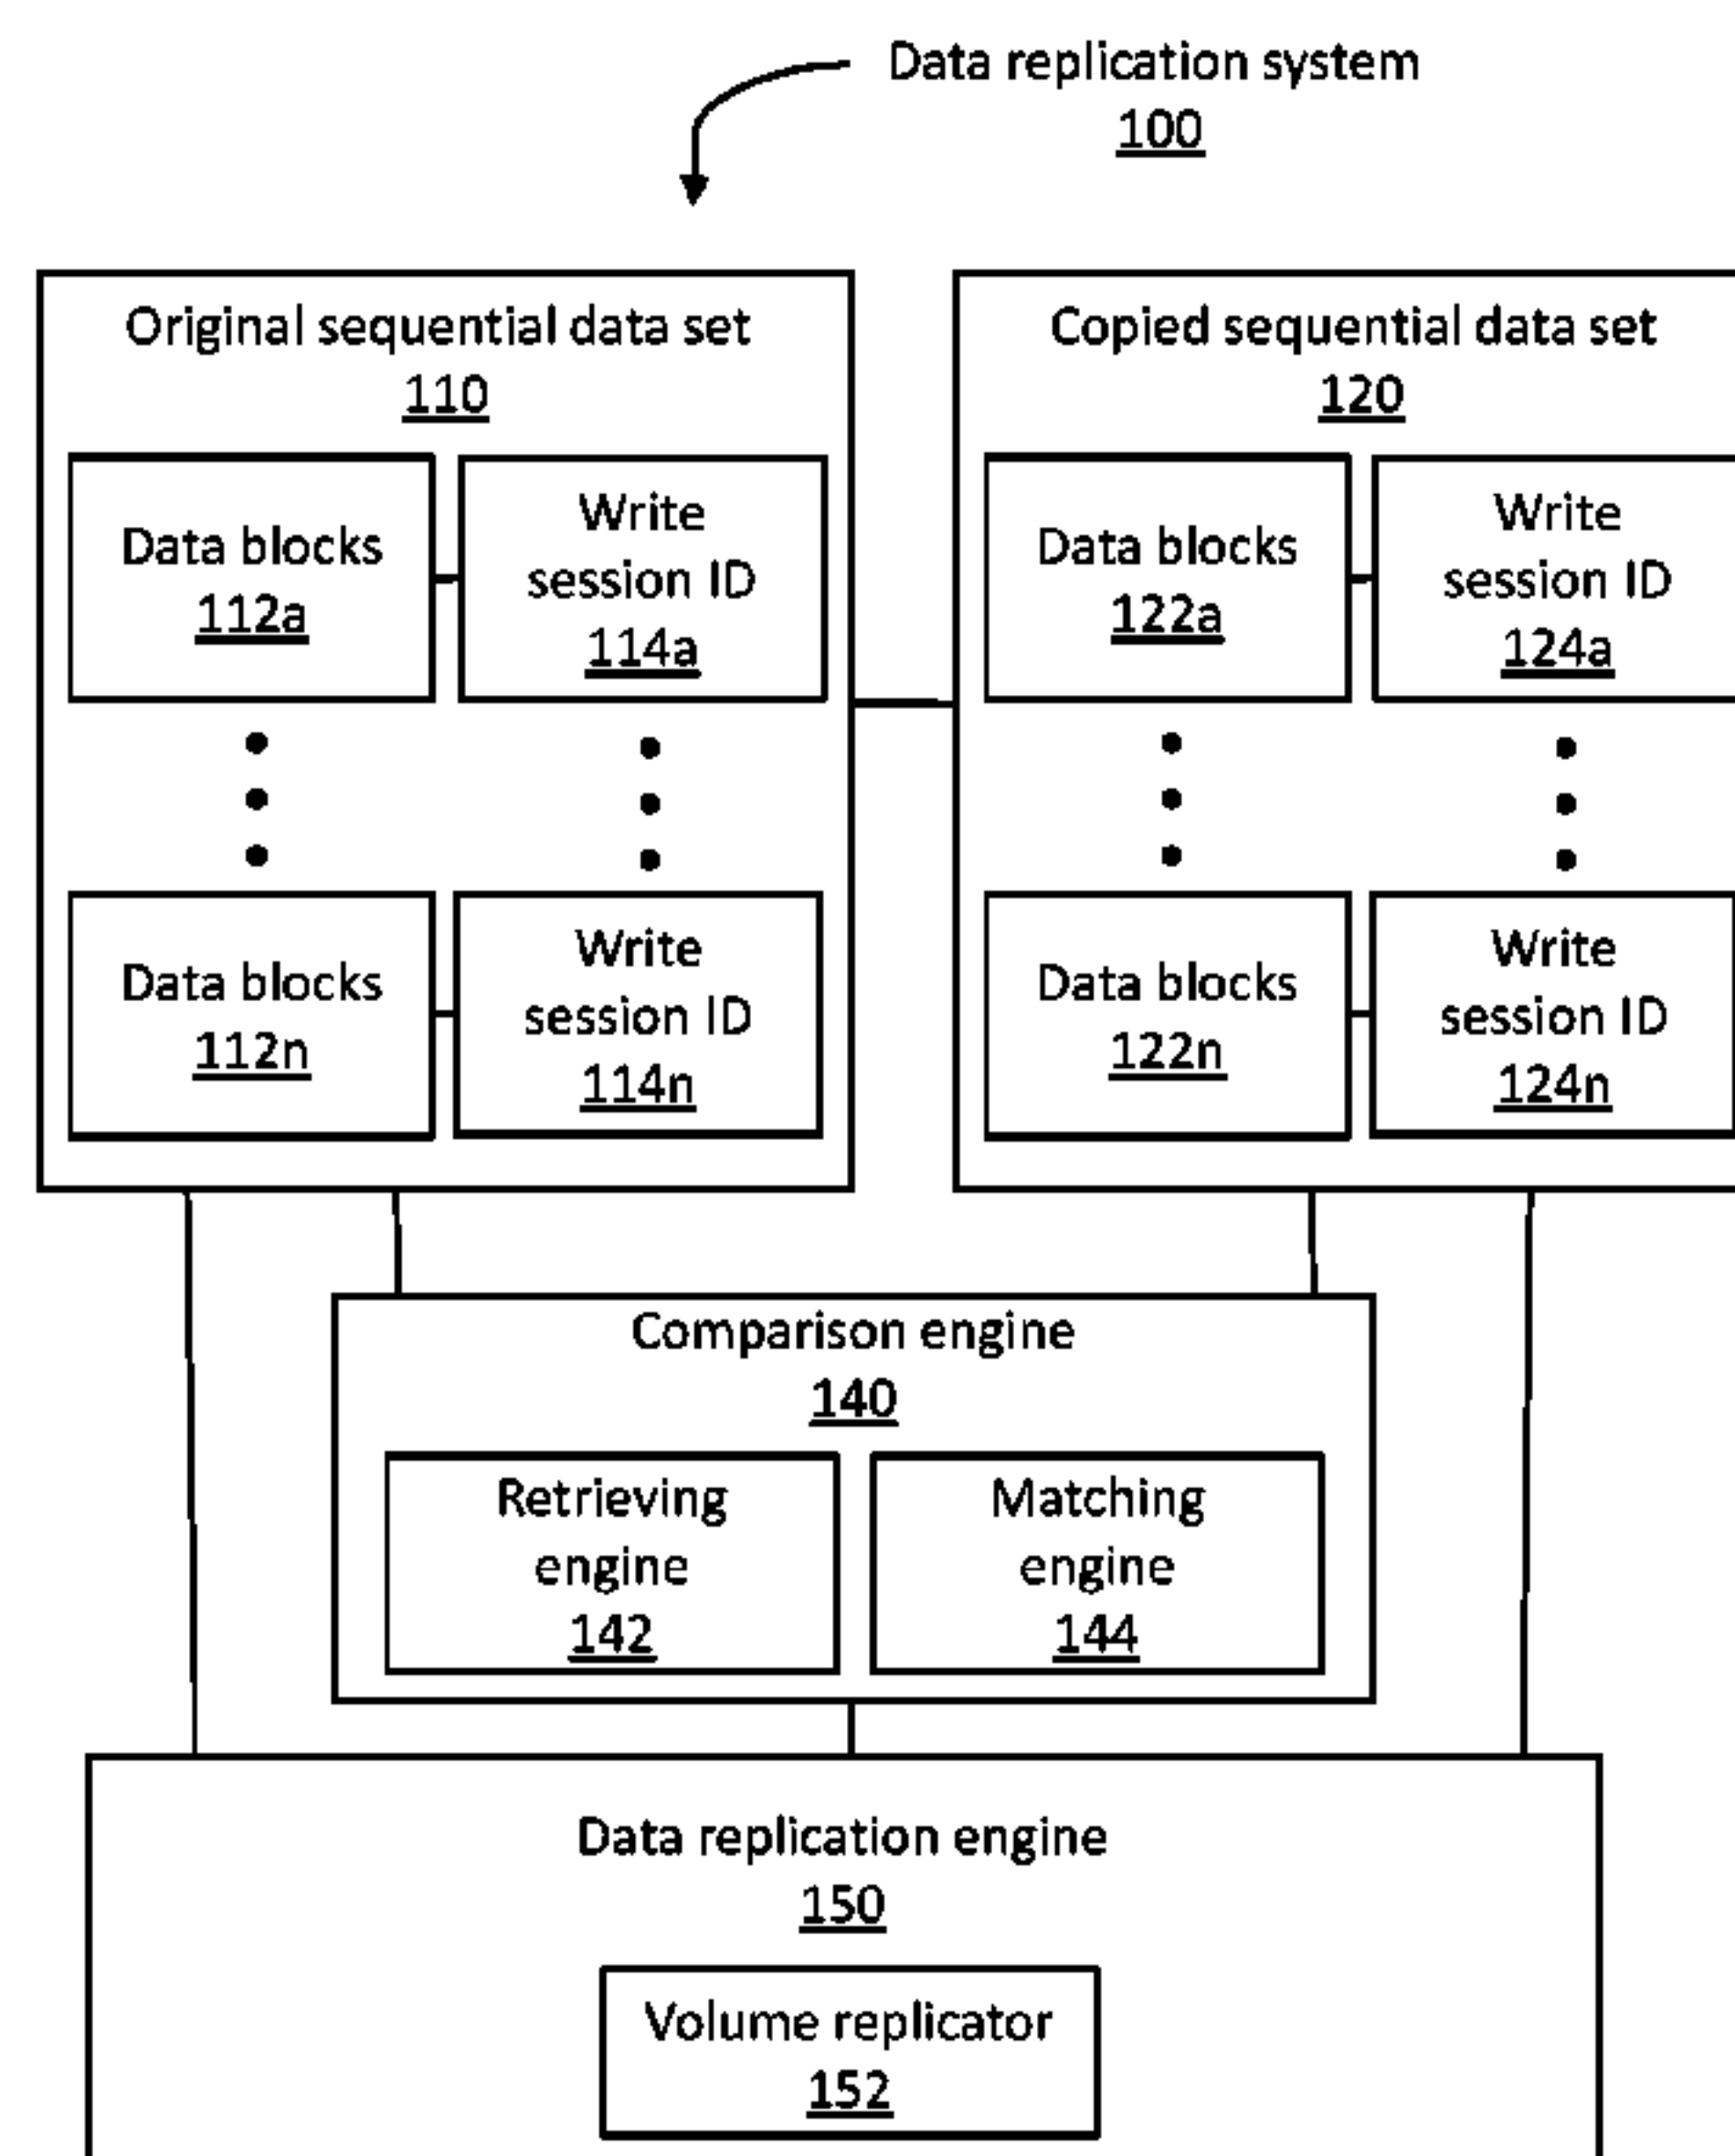 Data replication system
100
Original sequential data set
110
Data blocks
112a
Write
session ID
114a
Data blocks
112n
Write
session ID
114n
Copied sequential data set
120
Data blocks
122a
Write
session ID
124a
Data blocks
122n
Write
session ID
124n
Comparison engine
140
Retrieving
engine
142
Matching
engine
144
Data replication engine
150
Volume replicator
152